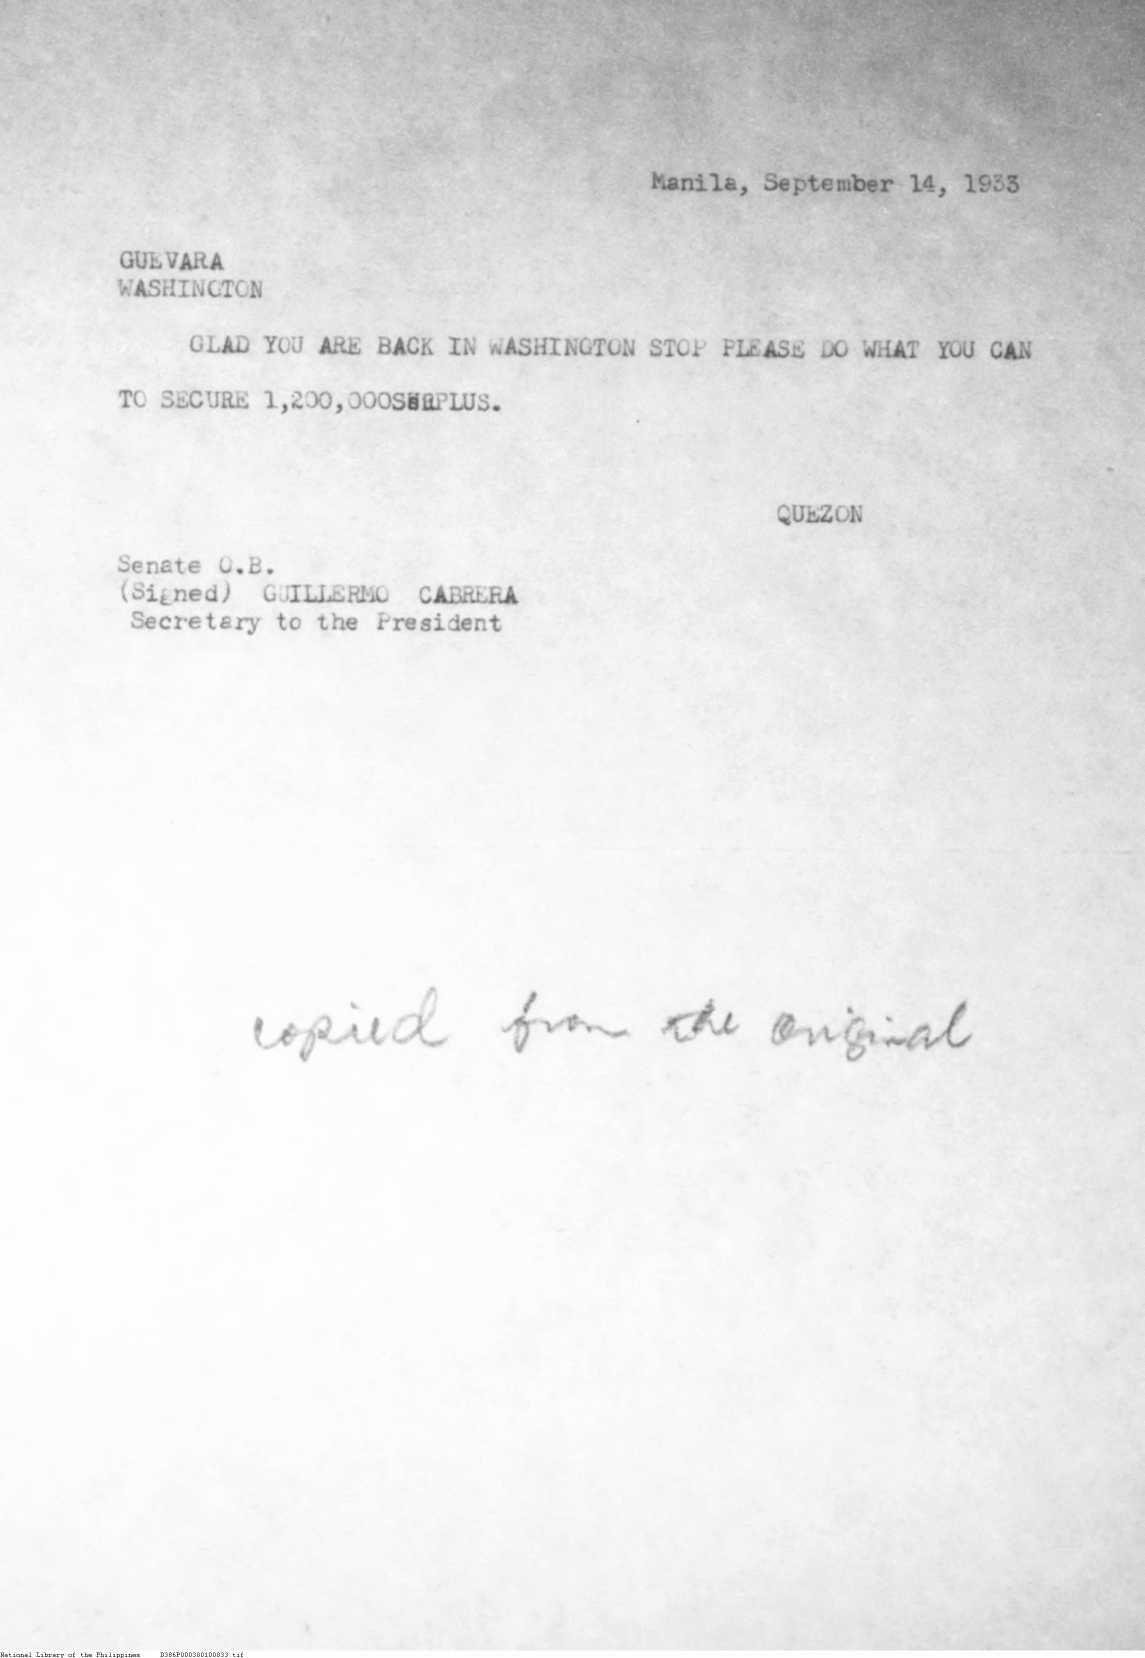 Manila, September 14, 1933
GUEVARA
WASHINGTON
GLAD YOU ARE BACK IN WASHINGTON STOP PLEASE DO WHAT YOU CAN
TO SECURE 1,200,000SURPLUS.
QUEZON
Senate O.B.
(Signed) GUILLERMO CABRERA
Secretary to the President
copied from the original
National Library of the Philippines D386P000380100833.tif